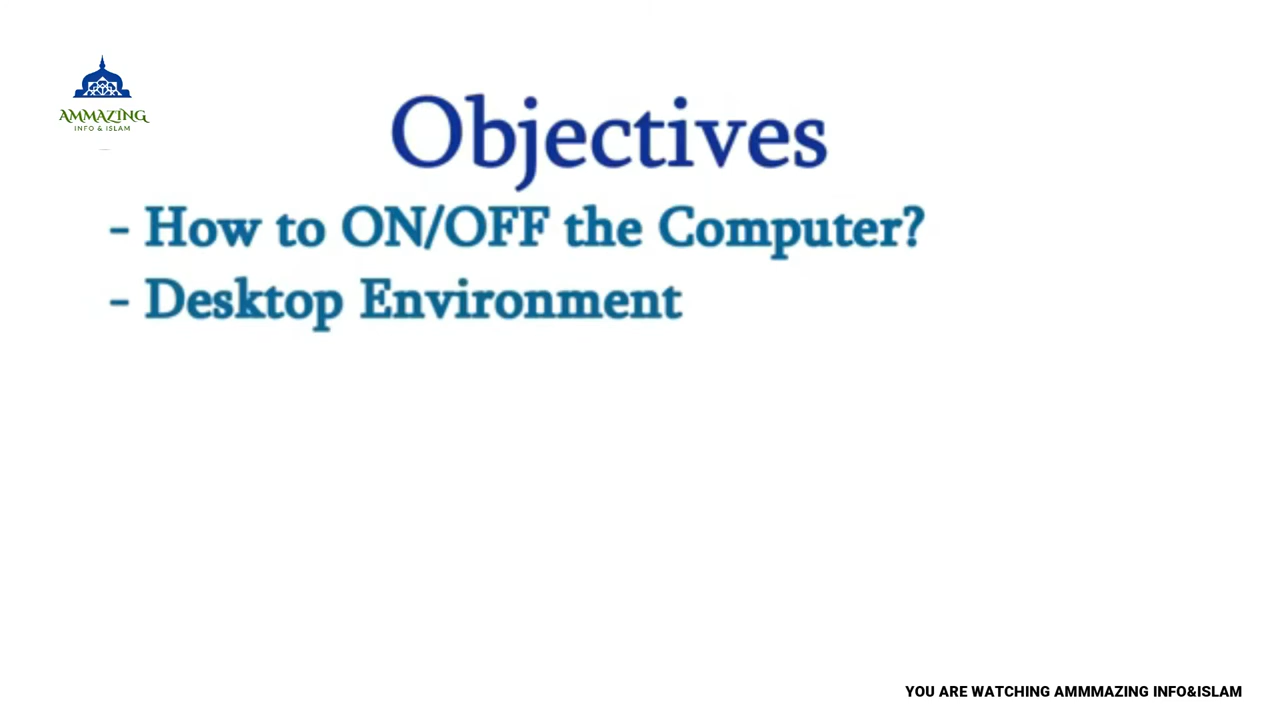 AMMAZING
INFO & ISLAM
Objectives
- How to ON/OFF the Computer?
- Desktop Environment
YOU ARE WATCHING AMMMAZING INFO&ISLAM